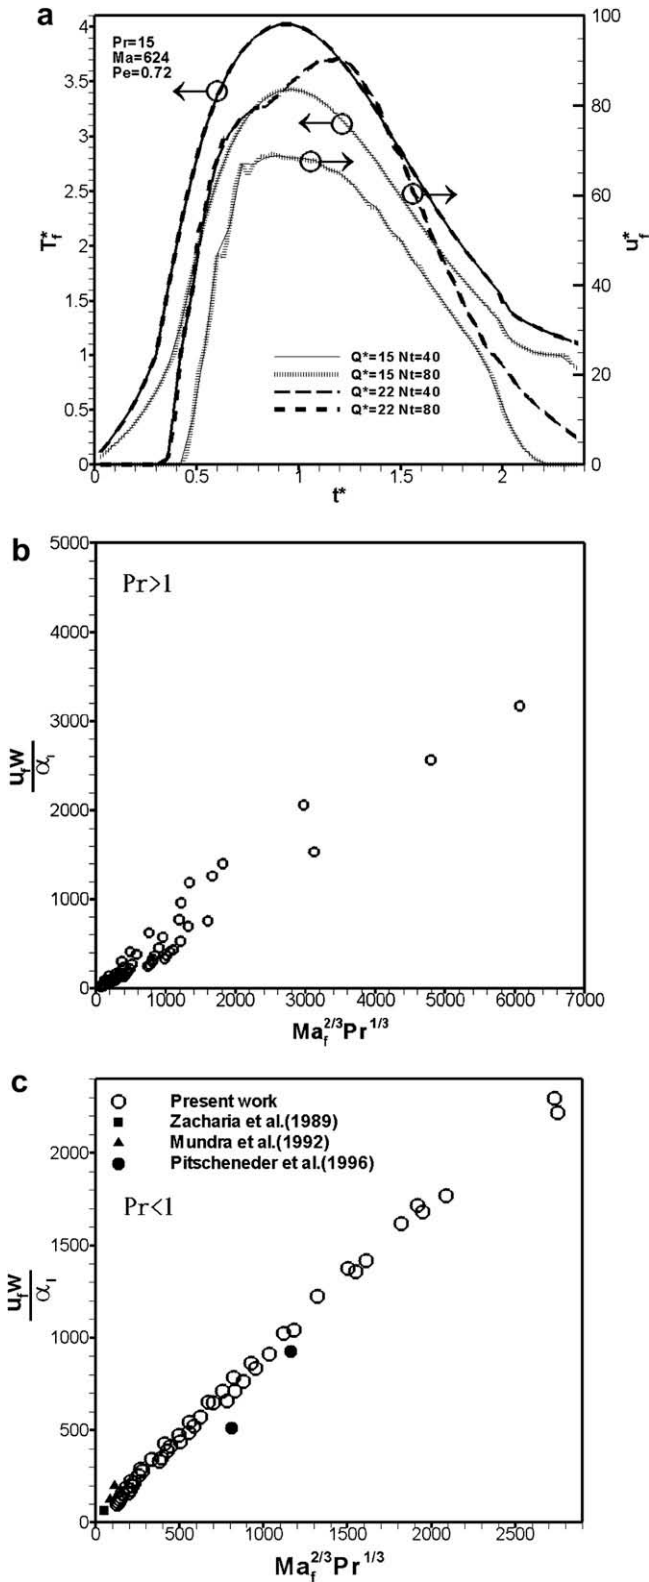 a
Pr=15
Ma=624
Pe=0.72
4
3.5
3
2.5
2
1.5
1
0.5
0
T*f
100
80
60
40
20
0
u*f
Q*=15 Nt=40
Q*=15 Nt=80
Q*=22 Nt=40
Q*=22 Nt=80
0.5
1
1.5
2
t*
b
Pr>1
5000
4000
3000
2000
1000
0
ufw
αl
0
1000
2000
3000
4000
5000
6000
7000
Maf2/3Pr1/3
c
Present work
Zacharia et al.(1989)
Mundra et al.(1992)
Pitscheneder et al.(1996)
Pr<1
2000
1500
1000
500
0
ufw
αl
0
500
1000
1500
2000
2500
Maf2/3Pr1/3